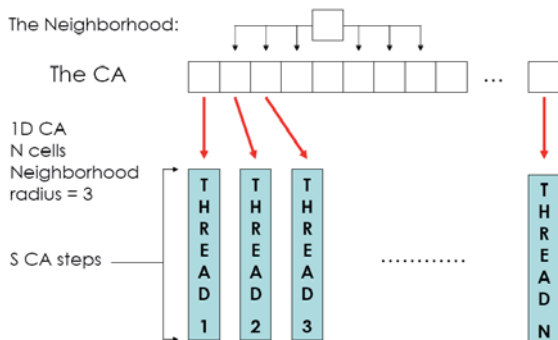 The Neighborhood:
The CA
...
1D CA
N cells
Neighborhood
radius = 3
S CA steps
THREAD 1
THREAD 2
THREAD 3
............
THREAD N